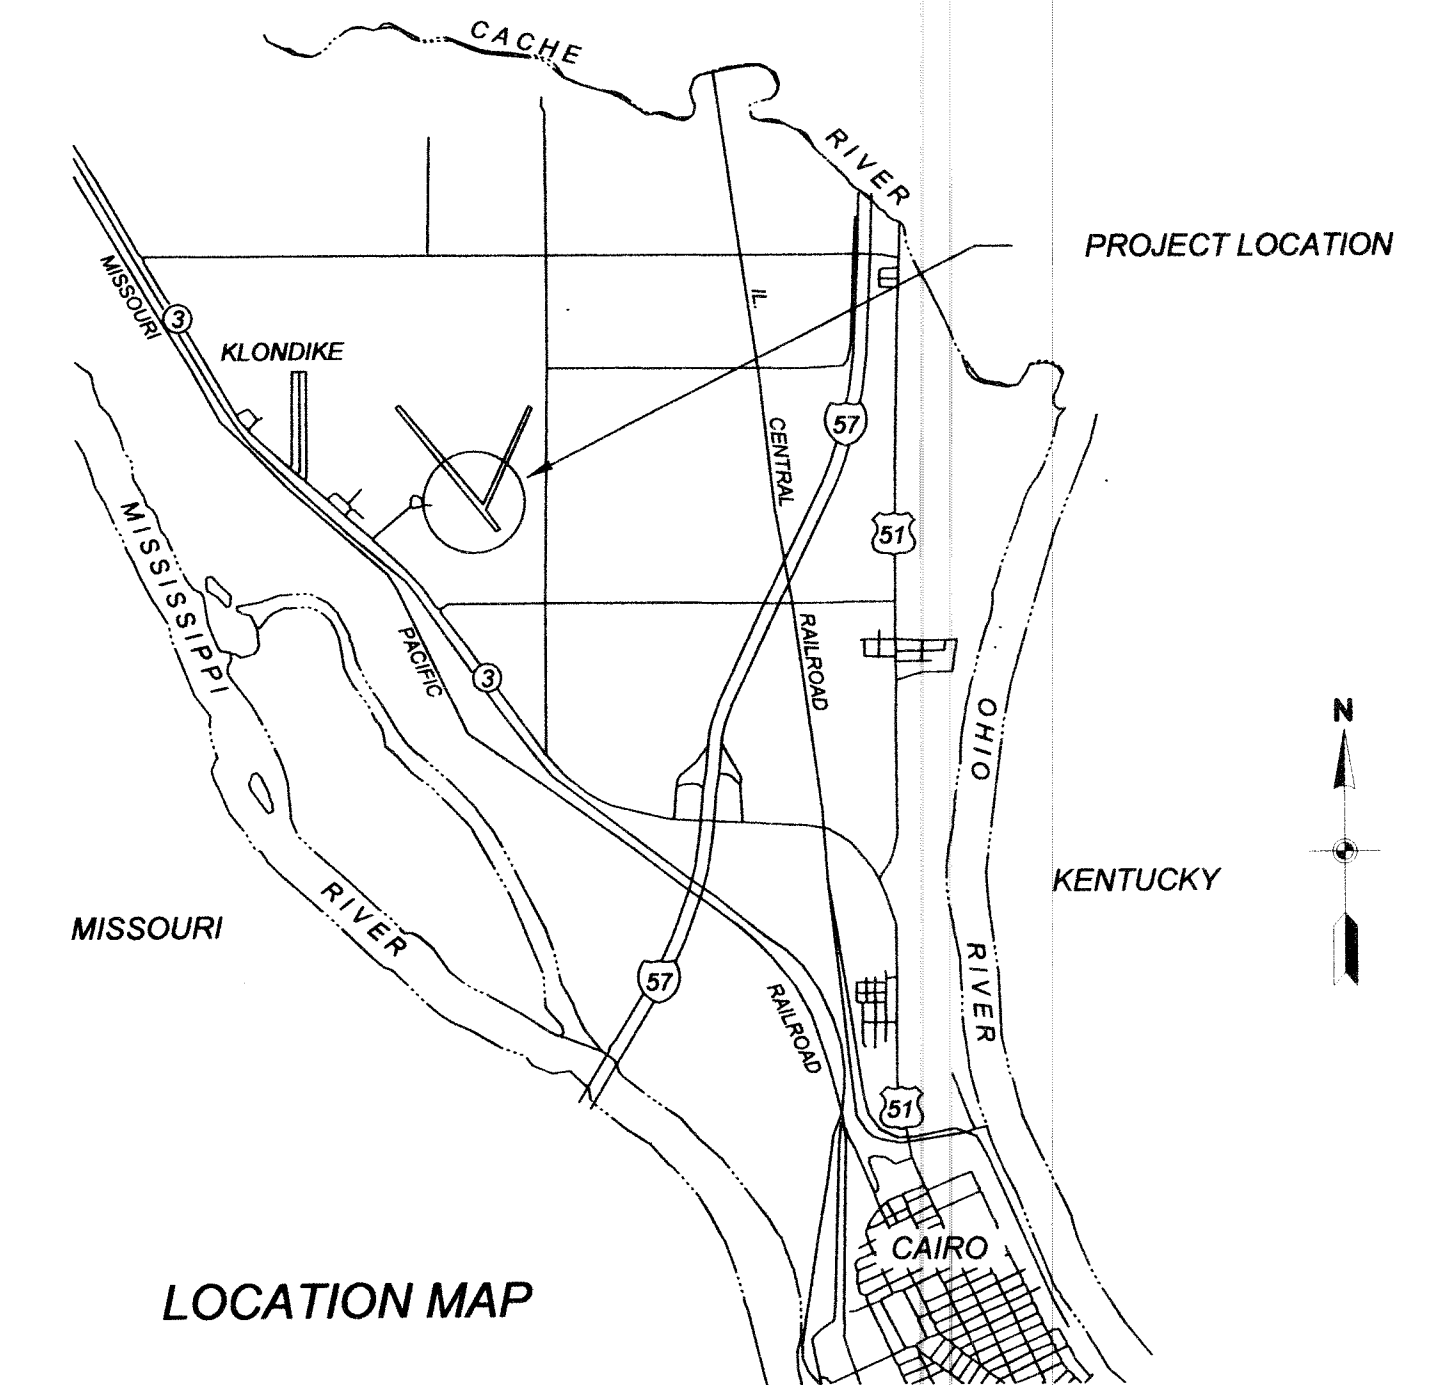 CACHE
RIVER
PROJECT LOCATION
MISSOURI
3
IL.
KLONDIKE
57
CENTRAL
51
MISSISSIPPI
PACIFIC
RAILROAD
3
OHIO
N
KENTUCKY
MISSOURI
RIVER
57
RAILROAD
RIVER
51
CAIRO
LOCATION MAP